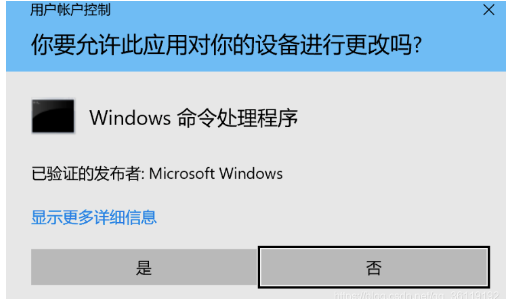 用户帐户控制
你要允许此应用对你的设备进行更改吗?
Windows 命令处理程序
已验证的发布者: Microsoft Windows
显示更多详细信息
是
否